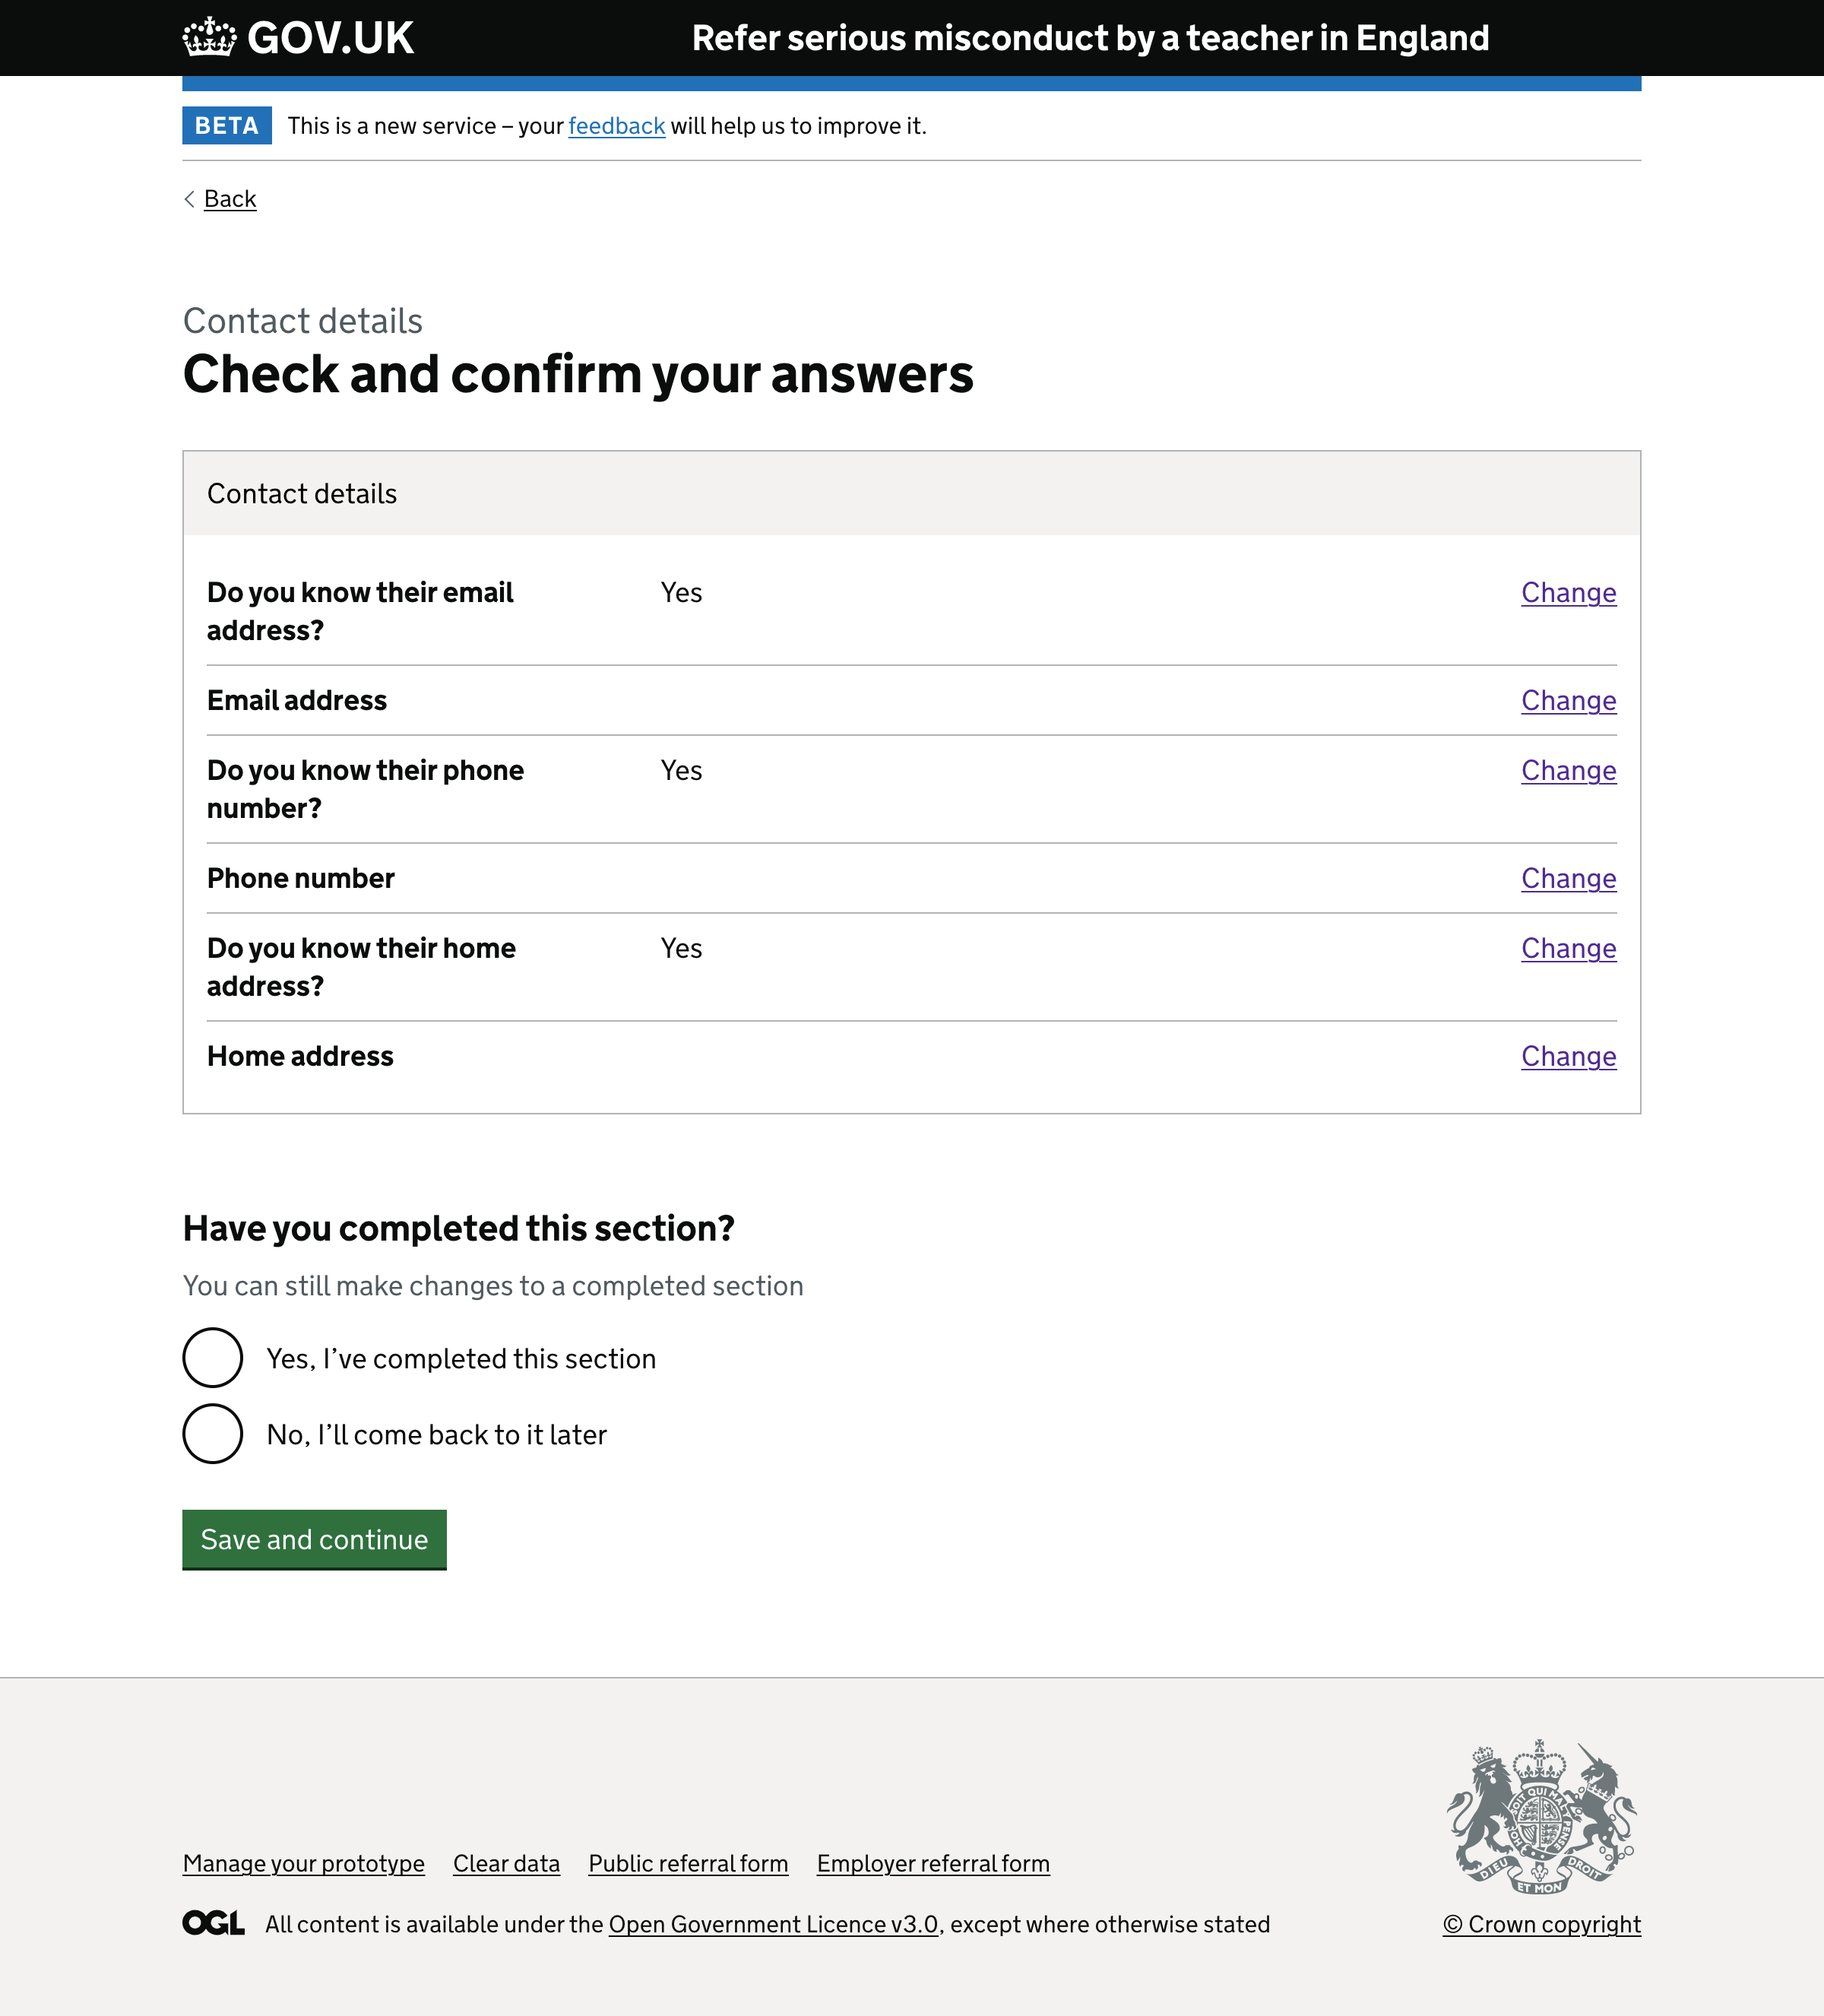 GOV.UK
Refer serious misconduct by a teacher in England
BETA This is a new service – your feedback will help us to improve it.
Back
Contact details
Check and confirm your answers
Contact details
Do you know their email address? Yes Change
Email address Change
Do you know their phone number? Yes Change
Phone number Change
Do you know their home address? Yes Change
Home address Change
Have you completed this section?
You can still make changes to a completed section
Yes, I’ve completed this section
No, I’ll come back to it later
Save and continue
Manage your prototype Clear data Public referral form Employer referral form
OGL All content is available under the Open Government Licence v3.0, except where otherwise stated
DIEU ET MON DROIT
© Crown copyright